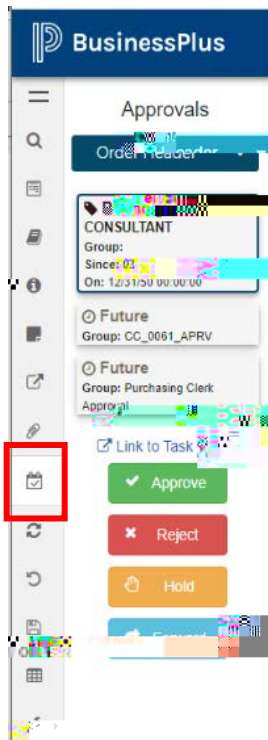 BusinessPlus
Approvals
Order Header
CONSULTANT
Group:
Since:
On: 12/31/50 00:00:00
Future
Group: CC_0061_APRV
Future
Group: Purchasing Clerk
Approval
Link to Task
Approve
Reject
Hold
Forward